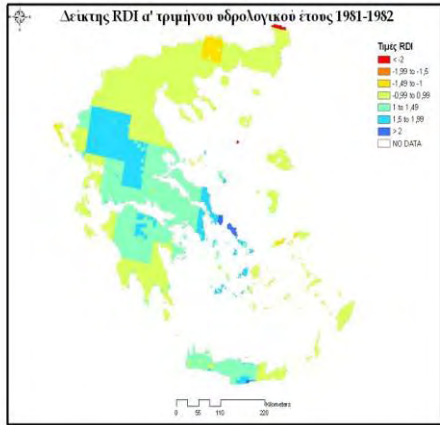 Δείκτης RDI α' τριμήνου υδρολογικού έτους 1981-1982
Τιμές RDI
< -2
-1,99 to -1,5
-1,49 to -1
-0,99 to 0,99
1 to 1,49
1,5 to 1,99
> 2
NO DATA
Kilometers
0 55 110 220